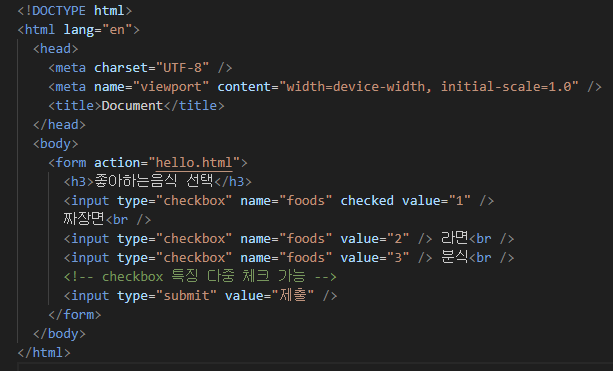 <!DOCTYPE html>
<html lang="en">
<head>
<meta charset="UTF-8" />
<meta name="viewport" content="width=device-width, initial-scale=1.0" />
<title>Document</title>
</head>
<body>
<form action="hello.html">
<h3>좋아하는음식 선택</h3>
<input type="checkbox" name="foods" checked value="1" />
짜장면<br />
<input type="checkbox" name="foods" value="2" /> 라면<br />
<input type="checkbox" name="foods" value="3" /> 분식<br />
<!-- checkbox 특징 다중 체크 가능 -->
<input type="submit" value="제출" />
</form>
</body>
</html>